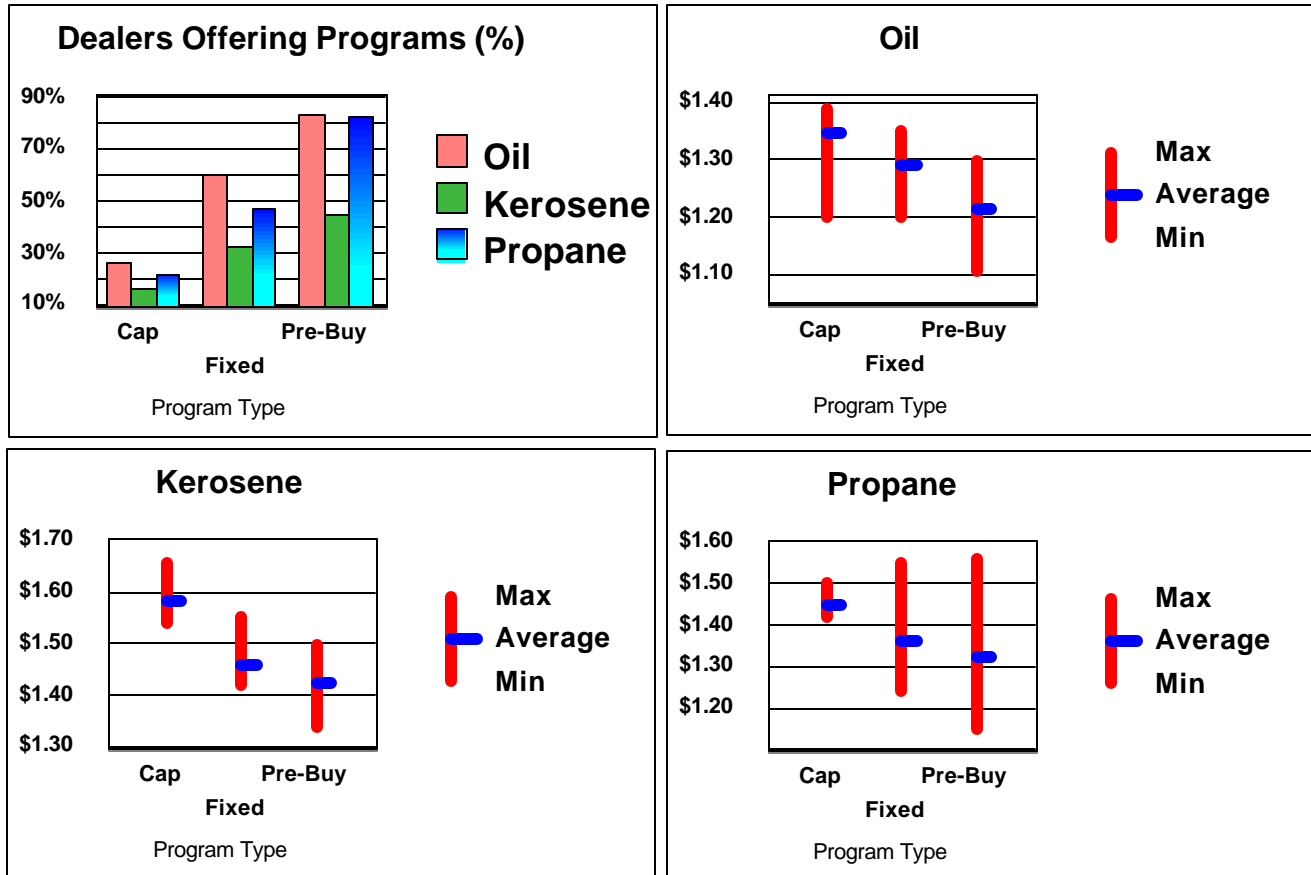 Dealers Offering Programs (%)
90%
70%
50%
30%
10%
Cap
Pre-Buy
Fixed
Program Type
Oil
Kerosene
Propane
Oil
$1.40
$1.30
$1.20
$1.10
Cap
Pre-Buy
Fixed
Program Type
Max
Average
Min
Kerosene
$1.70
$1.60
$1.50
$1.40
$1.30
Cap
Pre-Buy
Fixed
Program Type
Max
Average
Min
Propane
$1.60
$1.50
$1.40
$1.30
$1.20
Cap
Pre-Buy
Fixed
Program Type
Max
Average
Min